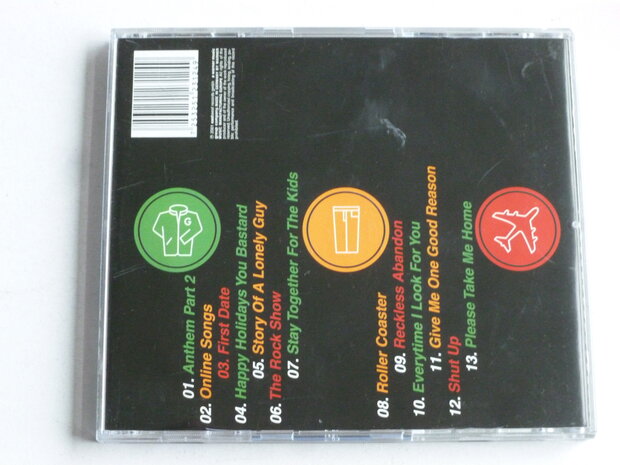 01. Anthem Part 2
02. Online Songs
03. First Date
04. Happy Holidays You Bastard
05. Story Of A Lonely Guy
06. The Rock Show
07. Stay Together For The Kids
08. Roller Coaster
09. Reckless Abandon
10. Everytime I Look For You
11. Give Me One Good Reason
12. Shut Up
13. Please Take Me Home
G